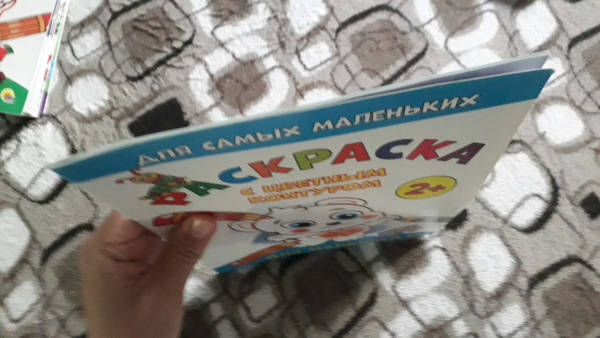 ДЛЯ САМЫХ МАЛЕНЬКИХ
РАСКРАСКА
С ЦВЕТНЫМ
КОНТУРОМ
2+